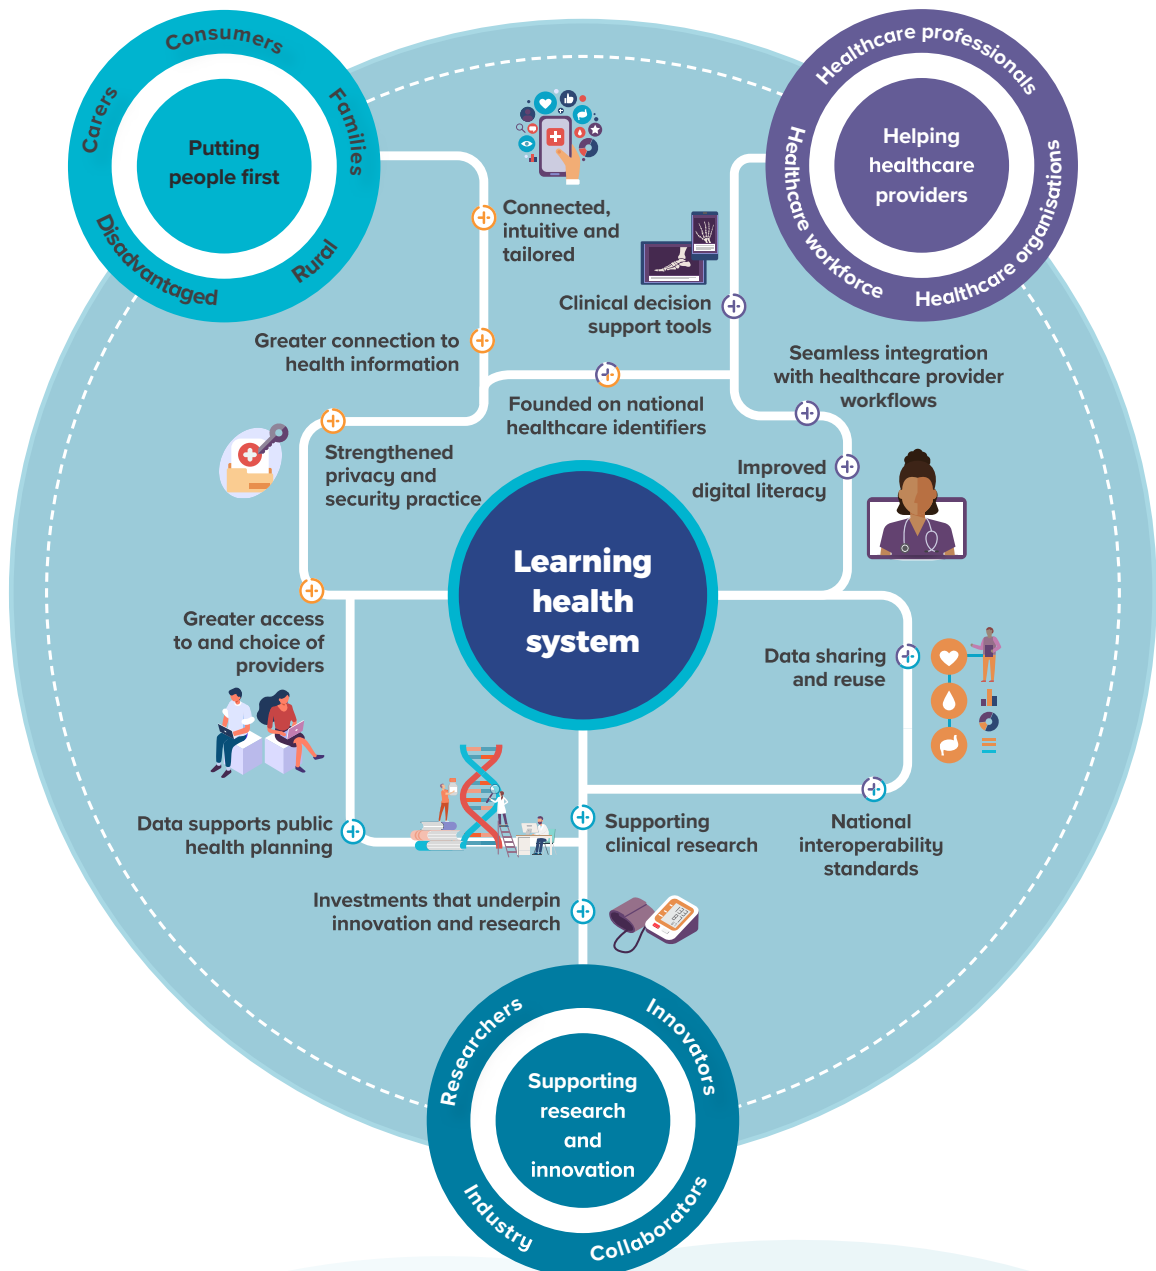 Consumers
Carers
Families
Disadvantaged
Rural
Putting
people first
Healthcare professionals
Healthcare workforce
Healthcare organisations
Helping
healthcare
providers
Connected,
intuitive and
tailored
Clinical decision
support tools
Greater connection to
health information
Seamless integration
with healthcare provider
workflows
Founded on national
healthcare identifiers
Strengthened
privacy and
security practice
Improved
digital literacy
Learning
health
system
Greater access
to and choice of
providers
Data sharing
and reuse
Data supports public
health planning
Supporting
clinical research
National
interoperability
standards
Investments that underpin
innovation and research
Researchers
Innovators
Industry
Collaborators
Supporting
research
and
innovation